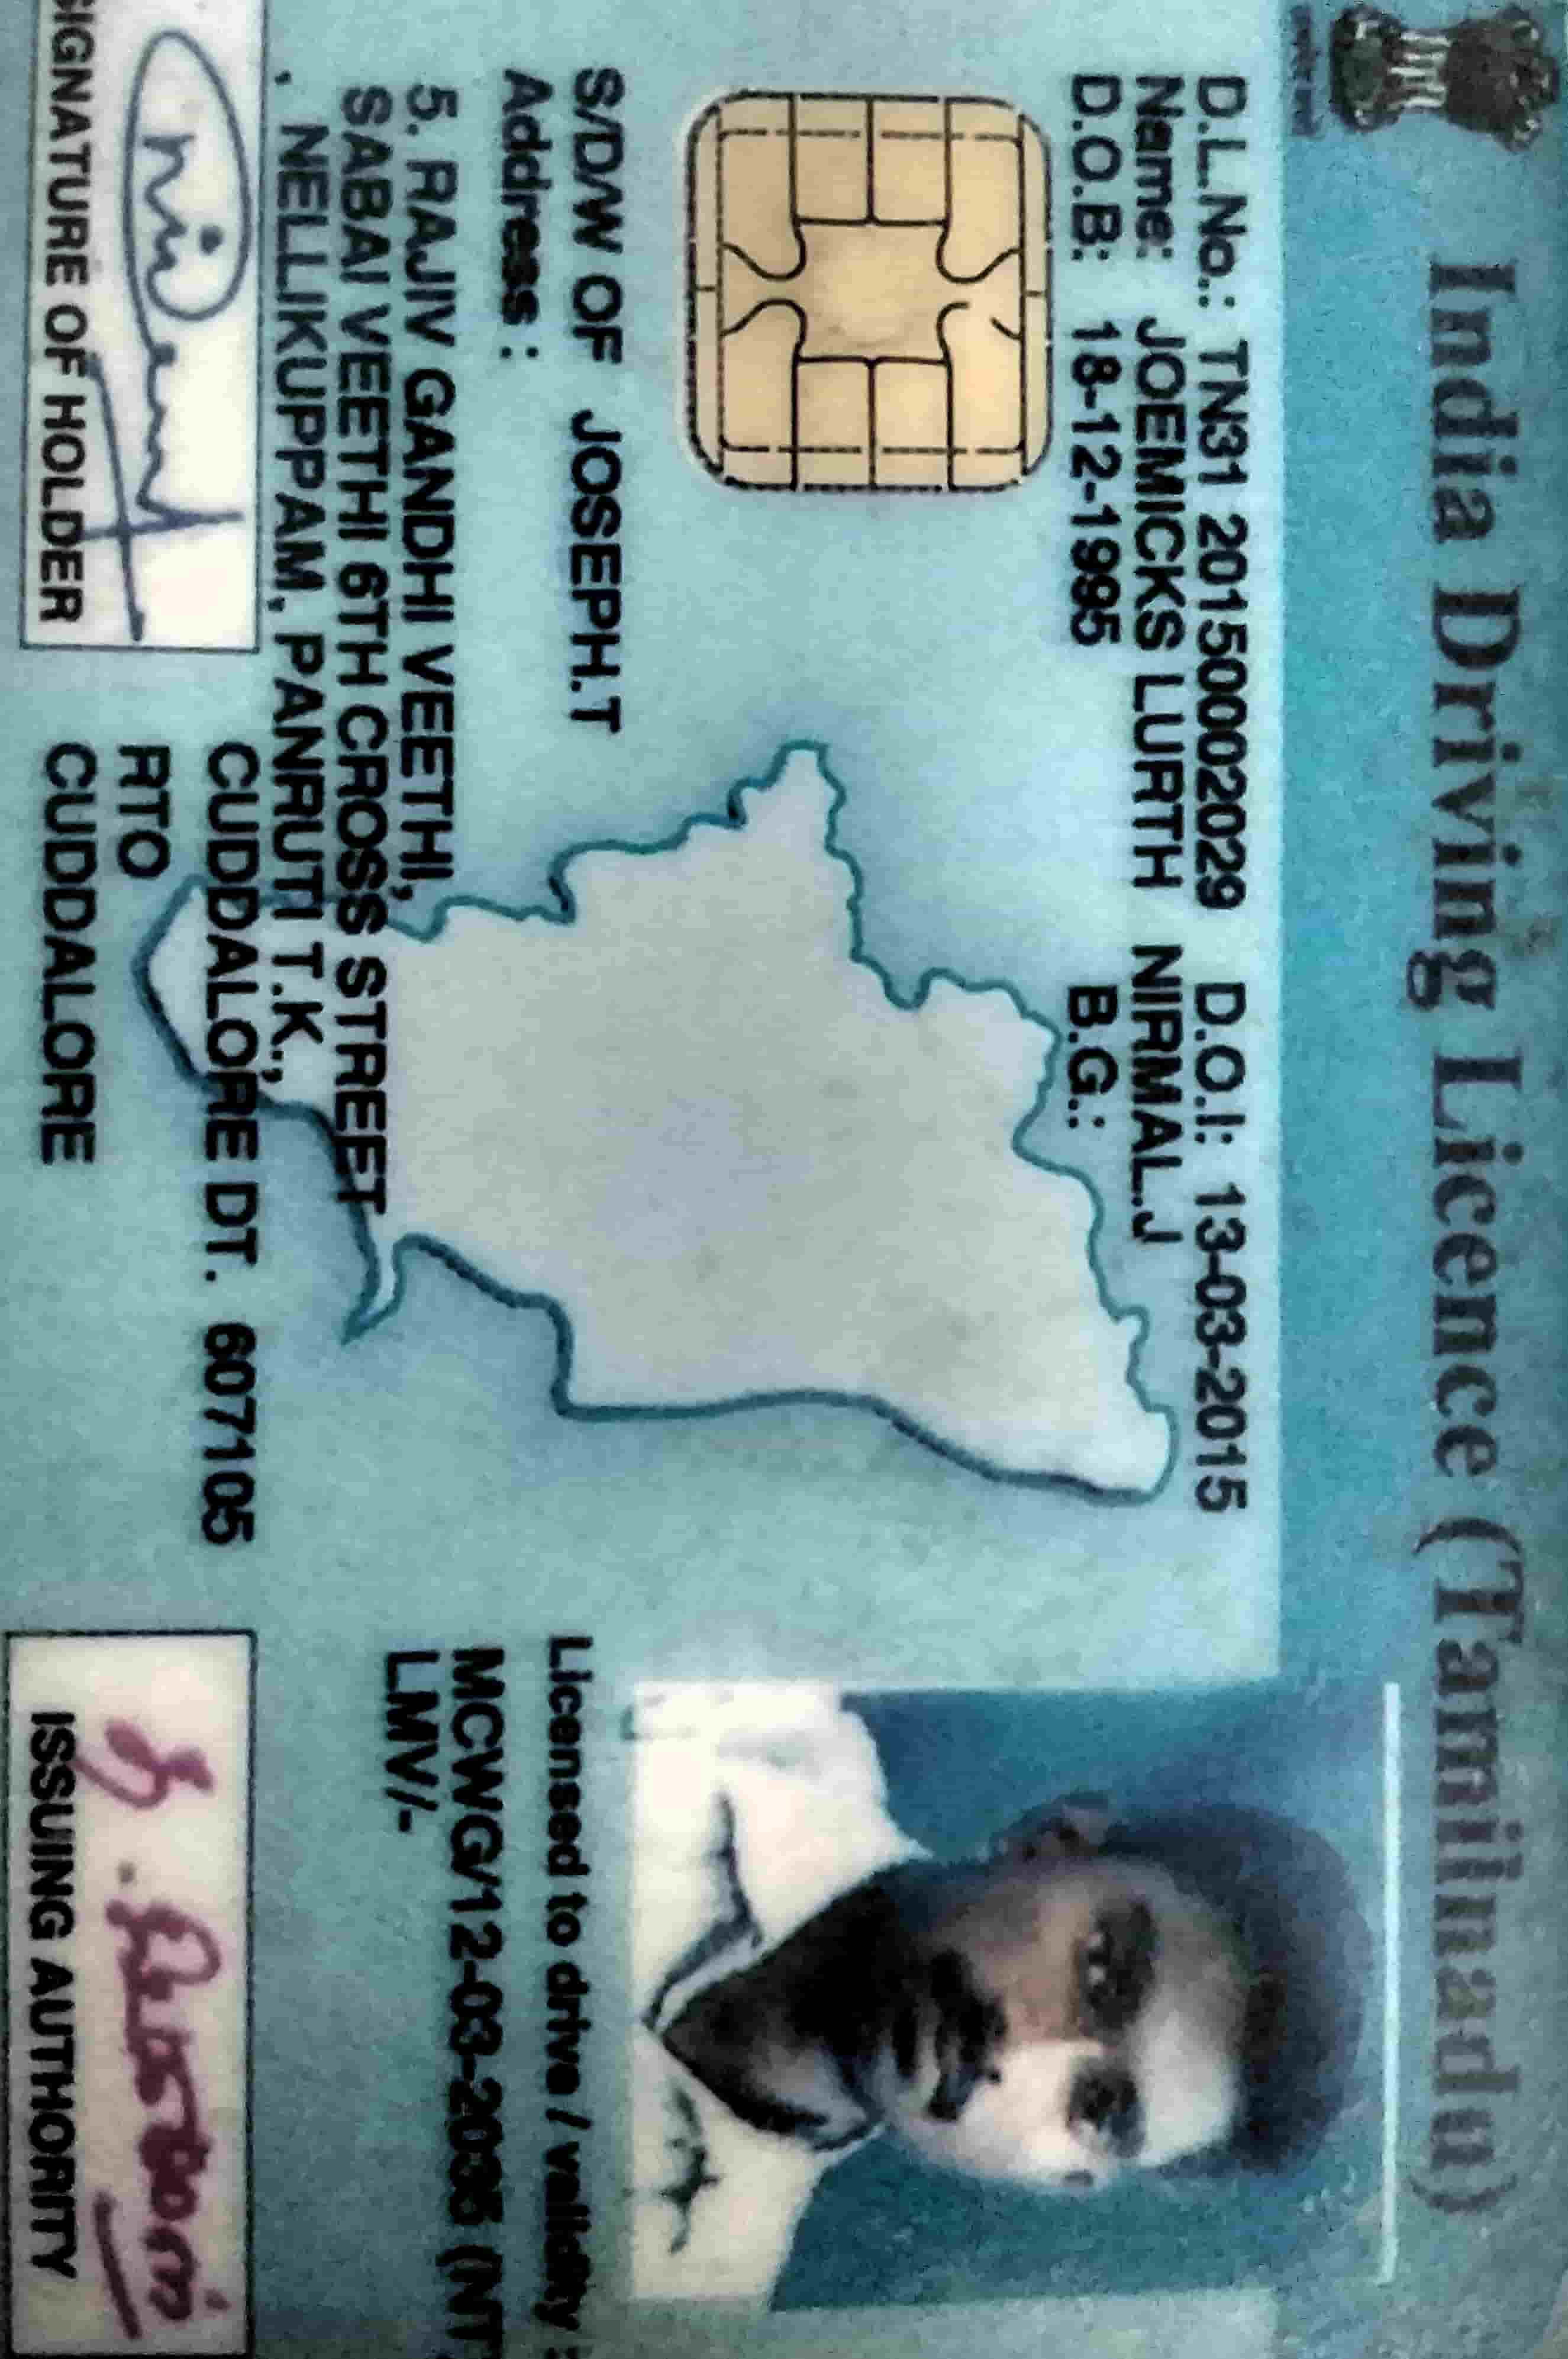 India Driving Licence (Tamilnadu)
D.L.No.: TN31 20150002029 D.O.I: 13-03-2015
Name: JOEMICKS LURTH NIRMAL.J
D.O.B: 18-12-1995 B.G.:
S/D/W OF JOSEPH.T
Address :
5. RAJIV GANDHI VEETHI,
SABAI VEETHI 6TH CROSS STREET
, NELLIKUPPAM, PANRUTI T.K.,
CUDDALORE DT. 607105
RTO
CUDDALORE
SIGNATURE OF HOLDER
Licensed to drive / validity :
MCWG/12-03-2035 (NT
LMV/-
ISSUING AUTHORITY